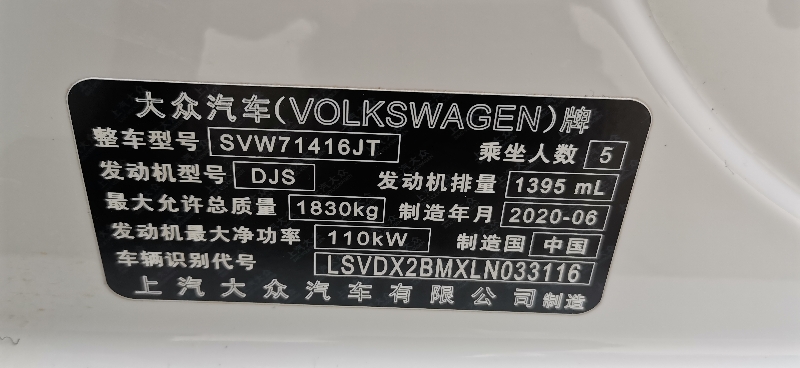 大众汽车(VOLKSWAGEN)牌
整车型号 SVW71416JT 乘坐人数 5
发动机型号 DJS 发动机排量 1395 mL
最大允许总质量 1830kg 制造年月 2020-06
发动机最大净功率 110kW 制造国 中国
车辆识别代号 LSVDX2BMXLN033116
上汽大众汽车有限公司制造